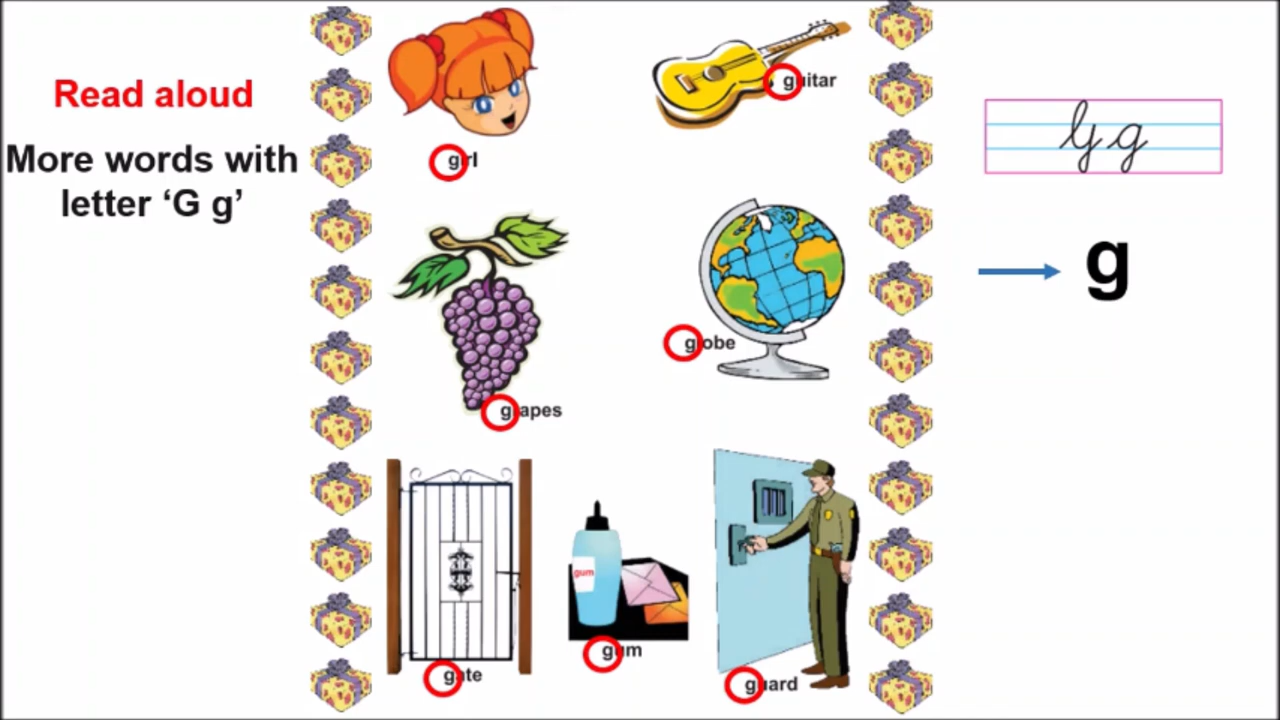 Read aloud
More words with
letter ‘G g’
girl
guitar
grapes
globe
gate
gum
gum
guard
G g
g